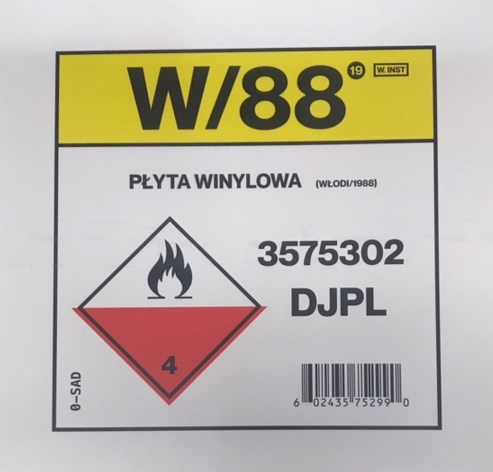 W/88 19 W. INST
PŁYTA WINYLOWA (WŁODI/1988)
3575302
DJPL
4
0-SAD
6 02435 75299 0